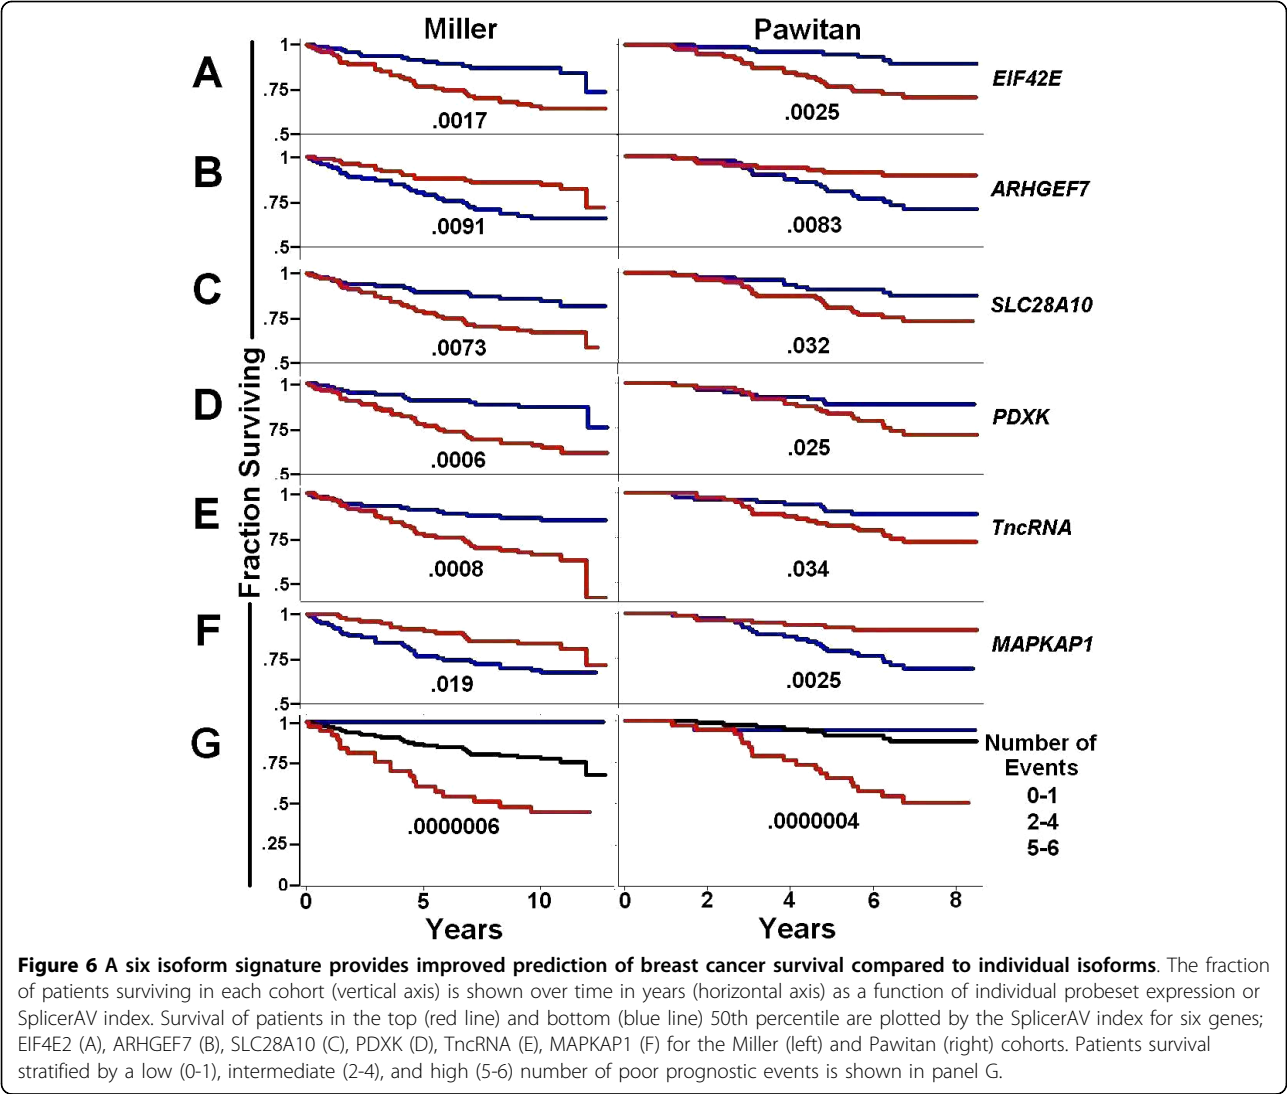 Miller Pawitan
A
1
.75
.5
.0017
.0025
EIF42E
B
1
.75
.5
.0091
.0083
ARHGEF7
C
1
.75
.5
.0073
.032
SLC28A10
D
1
75
.5
.0006
.025
PDXK
E
1
75
.5
.0008
.034
TncRNA
F
1
.75
.5
.019
.0025
MAPKAP1
G
1
.75
.5
.25
0
.0000006
.0000004
Fraction Surviving
Number of
Events
0-1
2-4
5-6
0 5 10
0 2 4 6 8
Years Years
Figure 6 A six isoform signature provides improved prediction of breast cancer survival compared to individual isoforms. The fraction
of patients surviving in each cohort (vertical axis) is shown over time in years (horizontal axis) as a function of individual probeset expression or
SplicerAV index. Survival of patients in the top (red line) and bottom (blue line) 50th percentile are plotted by the SplicerAV index for six genes;
EIF4E2 (A), ARHGEF7 (B), SLC28A10 (C), PDXK (D), TncRNA (E), MAPKAP1 (F) for the Miller (left) and Pawitan (right) cohorts. Patients survival
stratified by a low (0-1), intermediate (2-4), and high (5-6) number of poor prognostic events is shown in panel G.